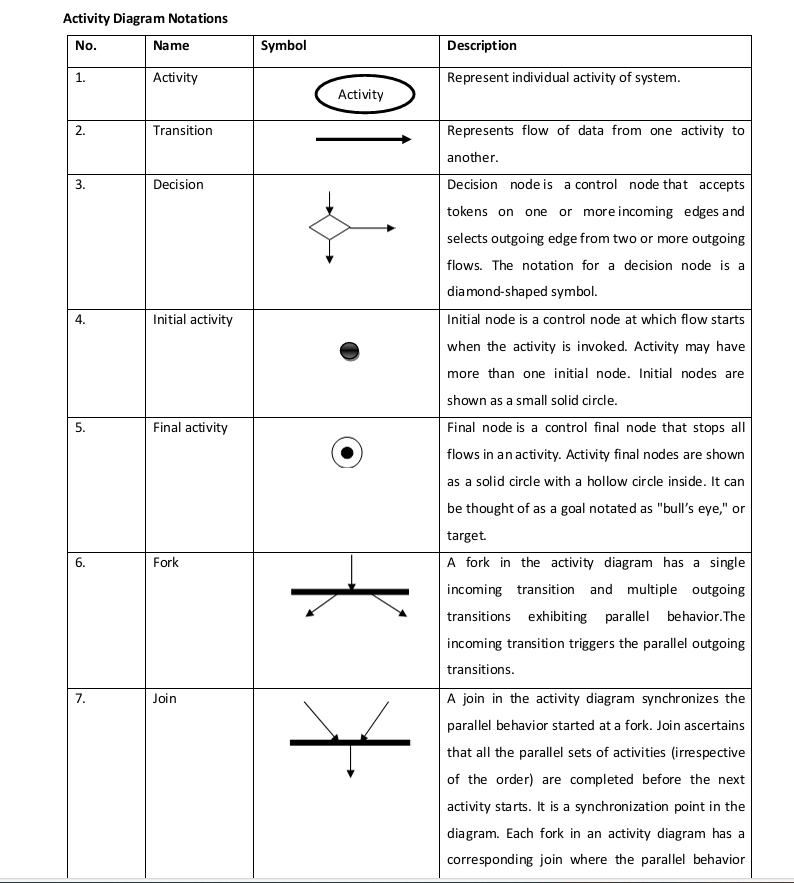 Activity Diagram Notations
No. Name Symbol Description
1. Activity Activity Represent individual activity of system.
2. Transition Represents flow of data from one activity to
another.
3. Decision Decision node is a control node that accepts
tokens on one or more incoming edges and
selects outgoing edge from two or more outgoing
flows. The notation for a decision node is a
diamond-shaped symbol.
4. Initial activity Initial node is a control node at which flow starts
when the activity is invoked. Activity may have
more than one initial node. Initial nodes are
shown as a small solid circle.
5. Final activity Final node is a control final node that stops all
flows in an activity. Activity final nodes are shown
as a solid circle with a hollow circle inside. It can
be thought of as a goal notated as "bull’s eye," or
target.
6. Fork A fork in the activity diagram has a single
incoming transition and multiple outgoing
transitions exhibiting parallel behavior.The
incoming transition triggers the parallel outgoing
transitions.
7. Join A join in the activity diagram synchronizes the
parallel behavior started at a fork. Join ascertains
that all the parallel sets of activities (irrespective
of the order) are completed before the next
activity starts. It is a synchronization point in the
diagram. Each fork in an activity diagram has a
corresponding join where the parallel behavior